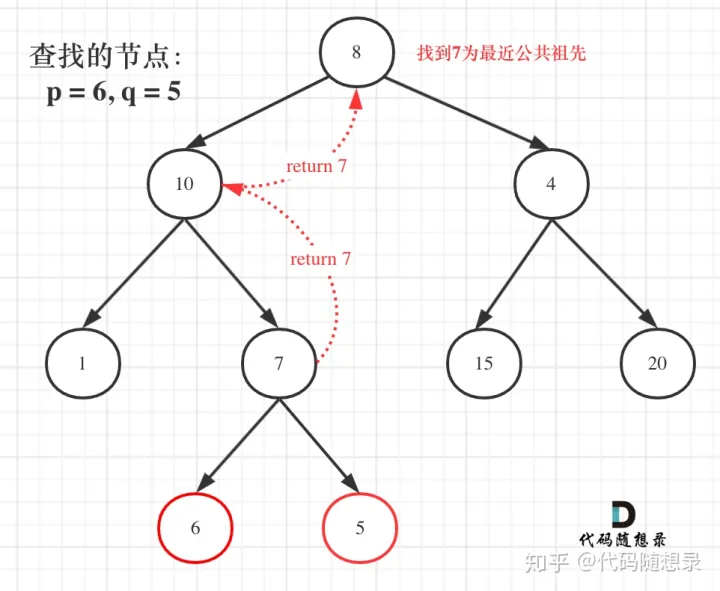 查找的节点:
p = 6, q = 5
8
找到7为最近公共祖先
return 7
10
4
return 7
1
7
15
20
6
5
代码随想录
知乎 @代码随想录